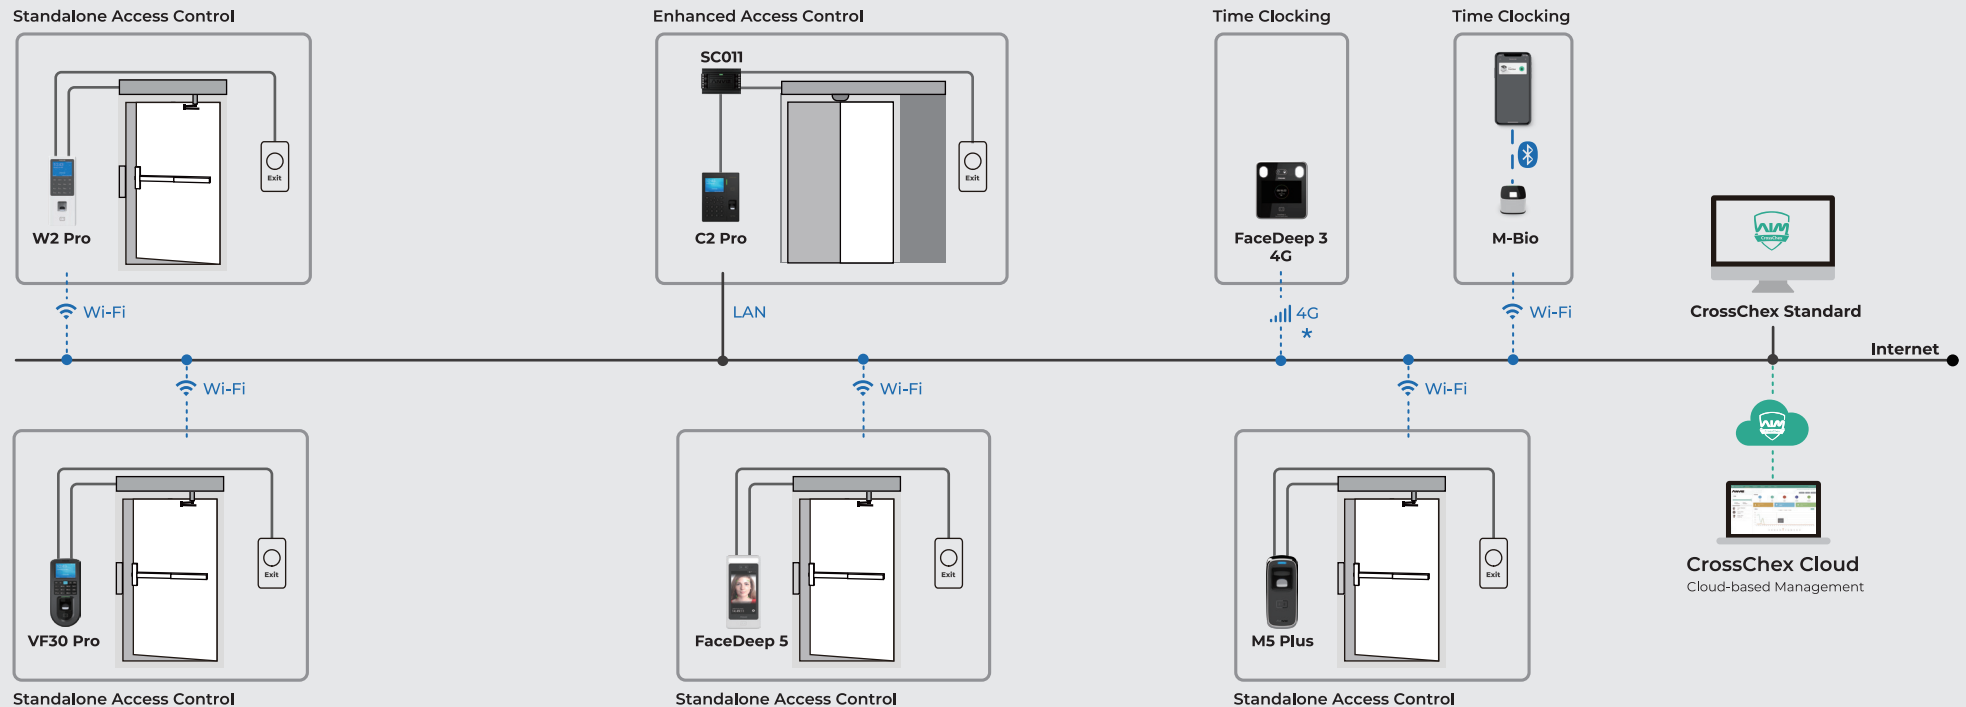 Standalone Access Control
Enhanced Access Control
Time Clocking
Time Clocking
SC011
Exit
Exit
W2 Pro
C2 Pro
FaceDeep 3
4G
M-Bio
AIM
CrossChex
CrossChex Standard
Wi-Fi
LAN
4G
*
Wi-Fi
Internet
Wi-Fi
Wi-Fi
Wi-Fi
AIM
Exit
Exit
Exit
VF30 Pro
FaceDeep 5
M5 Plus
CrossChex Cloud
Cloud-based Management
Standalone Access Control
Standalone Access Control
Standalone Access Control